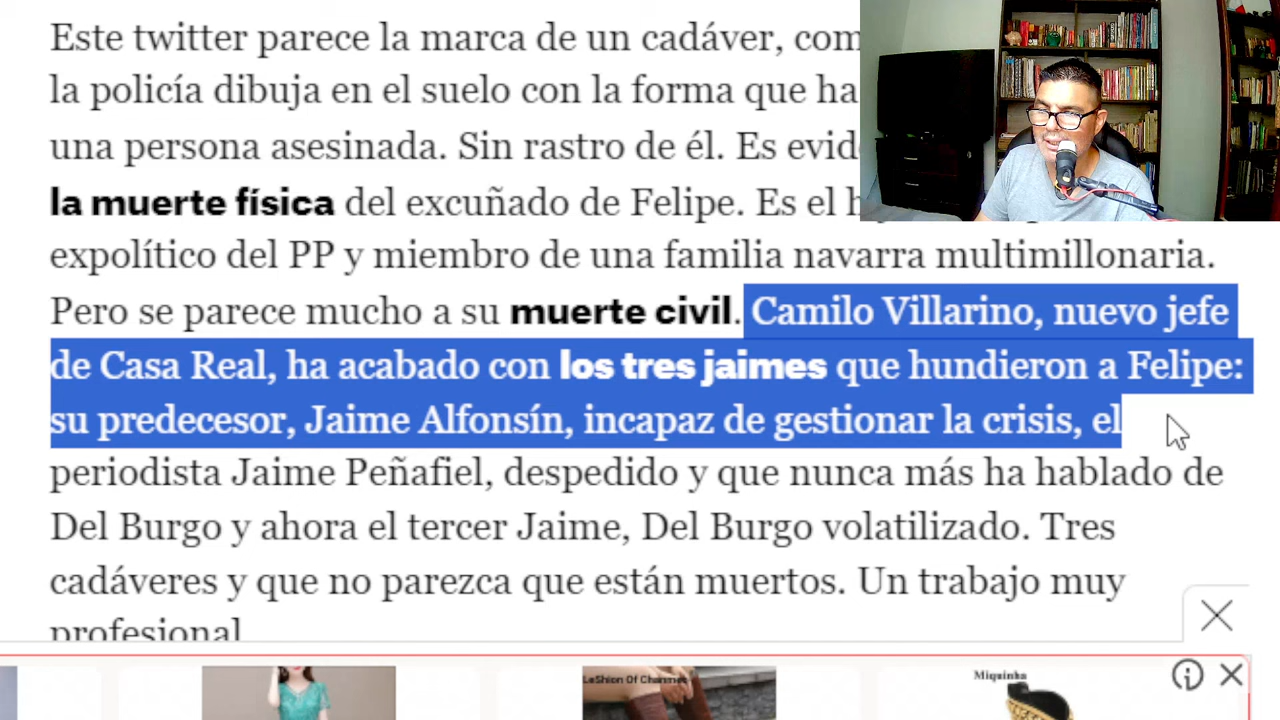 Este twitter parece la marca de un cadáver, com
la policía dibuja en el suelo con la forma que ha
una persona asesinada. Sin rastro de él. Es evid
la muerte física del excuñado de Felipe. Es el h
expolítico del PP y miembro de una familia navarra multimillonaria.
Pero se parece mucho a su muerte civil. Camilo Villarino, nuevo jefe
de Casa Real, ha acabado con los tres jaimes que hundieron a Felipe:
su predecesor, Jaime Alfonsín, incapaz de gestionar la crisis, el
periodista Jaime Peñafiel, despedido y que nunca más ha hablado de
Del Burgo y ahora el tercer Jaime, Del Burgo volatilizado. Tres
cadáveres y que no parezca que están muertos. Un trabajo muy
profesional
LeShion Of Chanmee
Miquinha